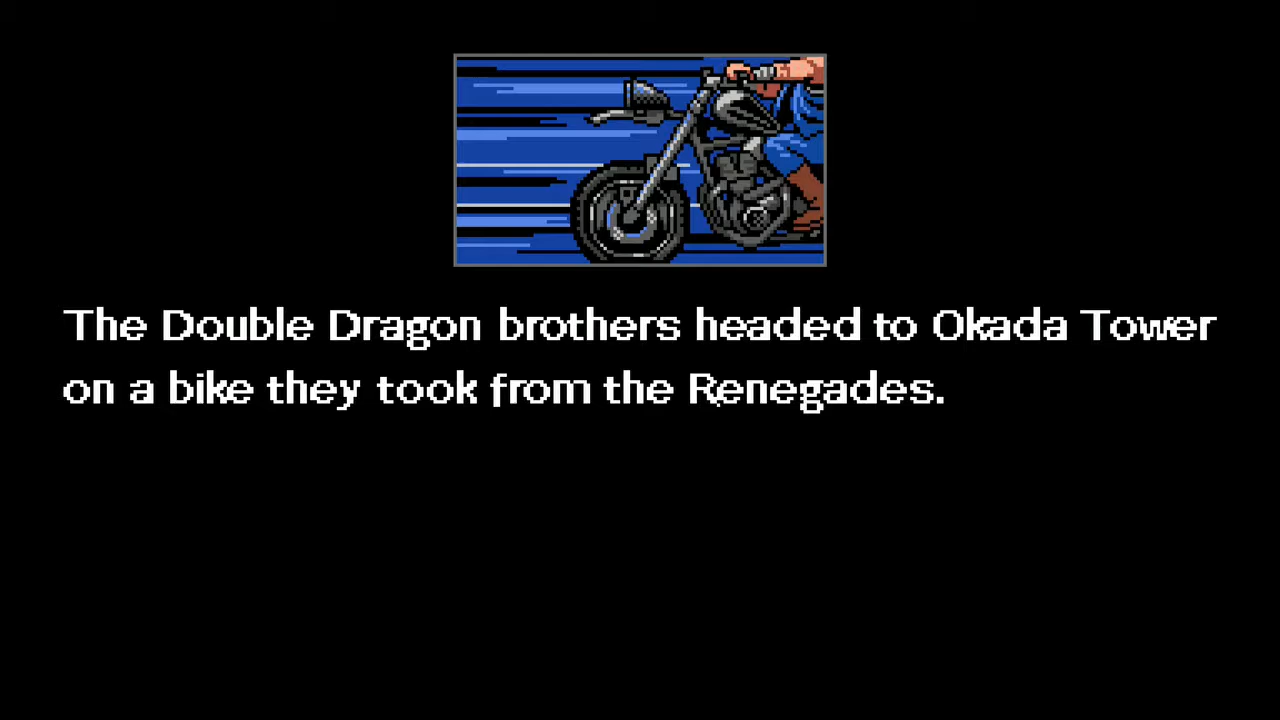 The Double Dragon brothers headed to Okada Tower
on a bike they took from the Renegades.